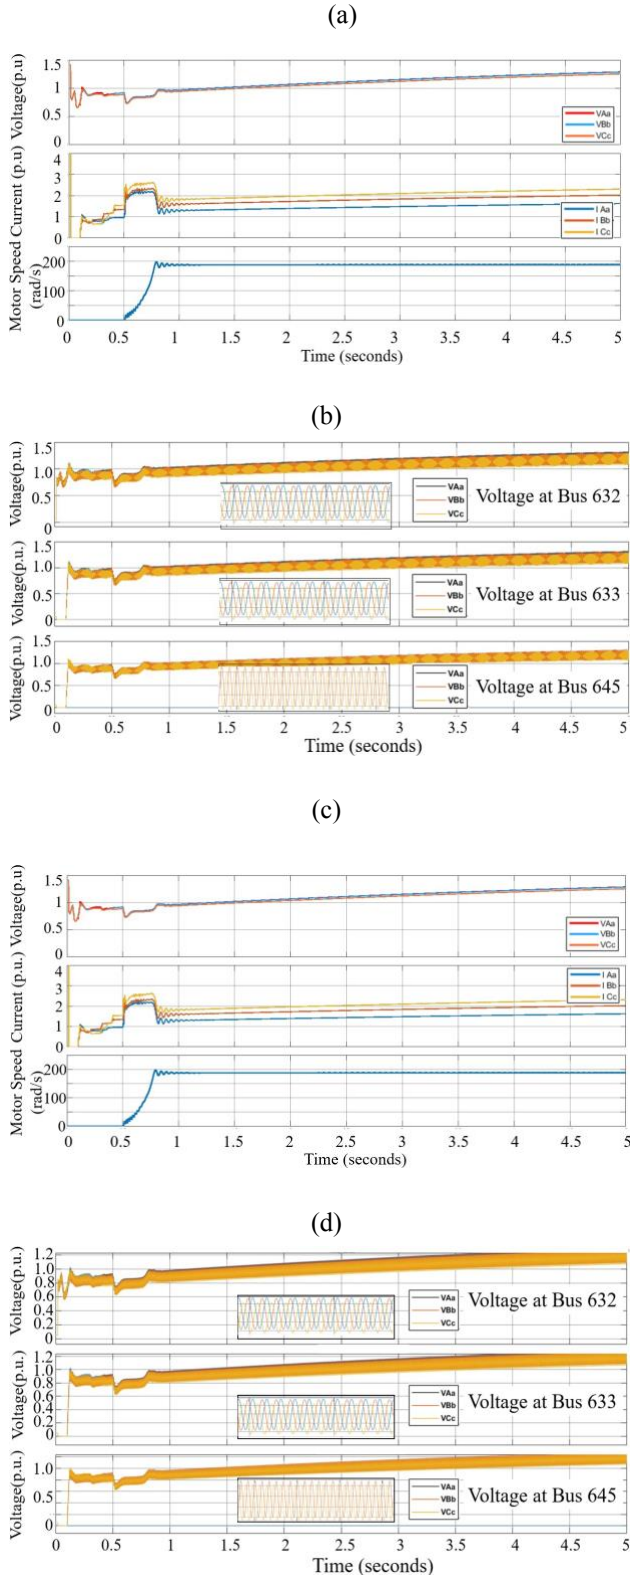 (a)
Voltage (p.u)
1.5
1
0.5
0
VAa
VBb
VCc
Current (p.u)
4
3
2
1
0
I Aa
I Bb
I Cc
Motor Speed
(rad/s)
200
100
0
0 0.5 1 1.5 2 2.5 3 3.5 4 4.5 5
Time (seconds)
(b)
Voltage(p.u.)
1.5
1.0
0.5
0
VAa
VBb
VCc
Voltage at Bus 632
Voltage(p.u.)
1.5
1.0
0.5
0
VAa
VBb
VCc
Voltage at Bus 633
Voltage(p.u.)
1.5
1.0
0.5
0
VAa
VBb
VCc
Voltage at Bus 645
0 0.5 1 1.5 2 2.5 3 3.5 4 4.5 5
Time (seconds)
(c)
Voltage(p.u)
1.5
1
0.5
0
VAa
VBb
VCc
Current (p.u.)
4
3
2
1
0
I Aa
I Bb
I Cc
Motor Speed
(rad/s)
200
100
0
0 0.5 1 1.5 2 2.5 3 3.5 4 4.5 5
Time (seconds)
(d)
Voltage(p.u.)
1.2
1.0
0.8
0.6
0.4
0.2
0
VAa
VBb
VCc
Voltage at Bus 632
Voltage(p.u.)
1.2
1.0
0.8
0.6
0.4
0.2
0
VAa
VBb
VCc
Voltage at Bus 633
Voltage(p.u.)
1.0
0.5
0
VAa
VBb
VCc
Voltage at Bus 645
0 0.5 1 1.5 2 2.5 3 3.5 4 4.5 5
Time (seconds)